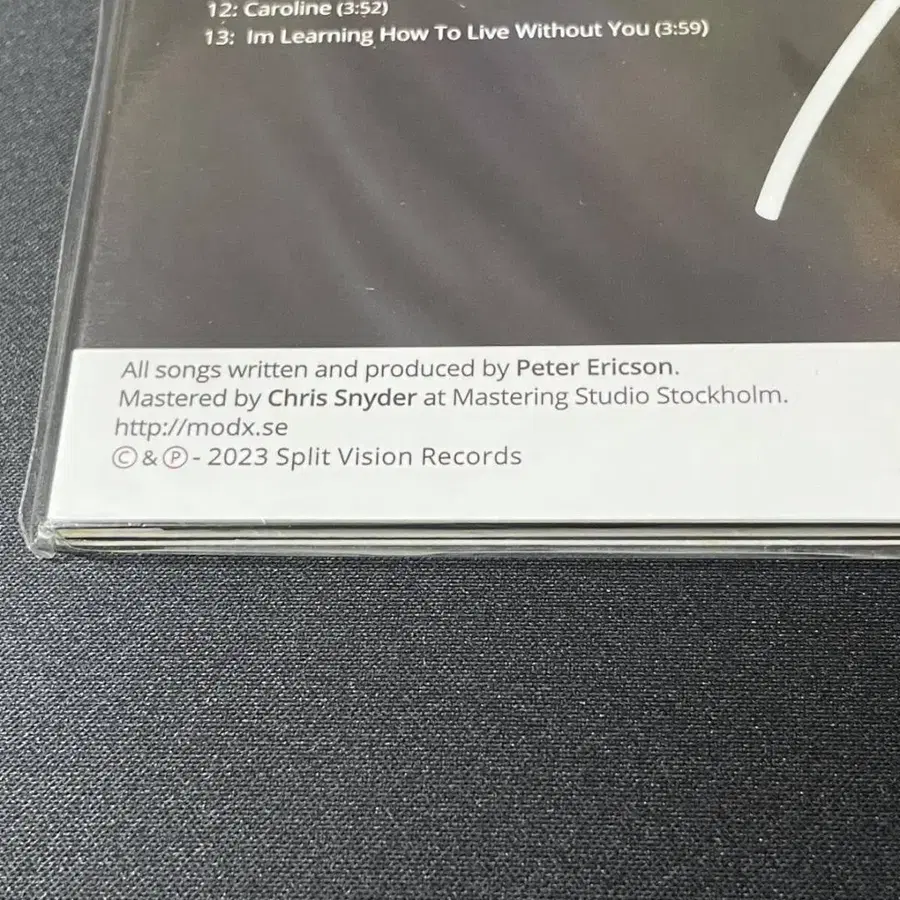 12: Caroline (3:52)
13: Im Learning How To Live Without You (3:59)
All songs written and produced by Peter Ericson.
Mastered by Chris Snyder at Mastering Studio Stockholm.
http://modx.se
Ⓒ & Ⓟ - 2023 Split Vision Records